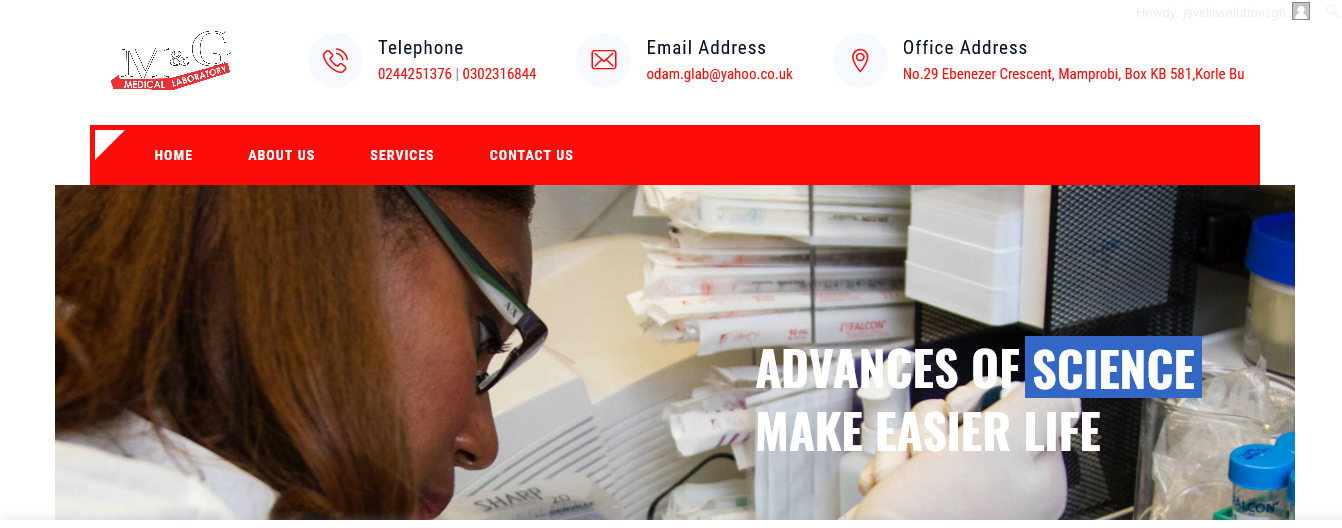 Howdy, javelinsolutionsgh
M&G
MEDICAL LABORATORY
Telephone
0244251376 | 0302316844
Email Address
odam.glab@yahoo.co.uk
Office Address
No.29 Ebenezer Crescent, Mamprobi, Box KB 581,Korle Bu
HOME
ABOUT US
SERVICES
CONTACT US
ADVANCES OF SCIENCE
MAKE EASIER LIFE
FALCON
SHARP
20
FALCON